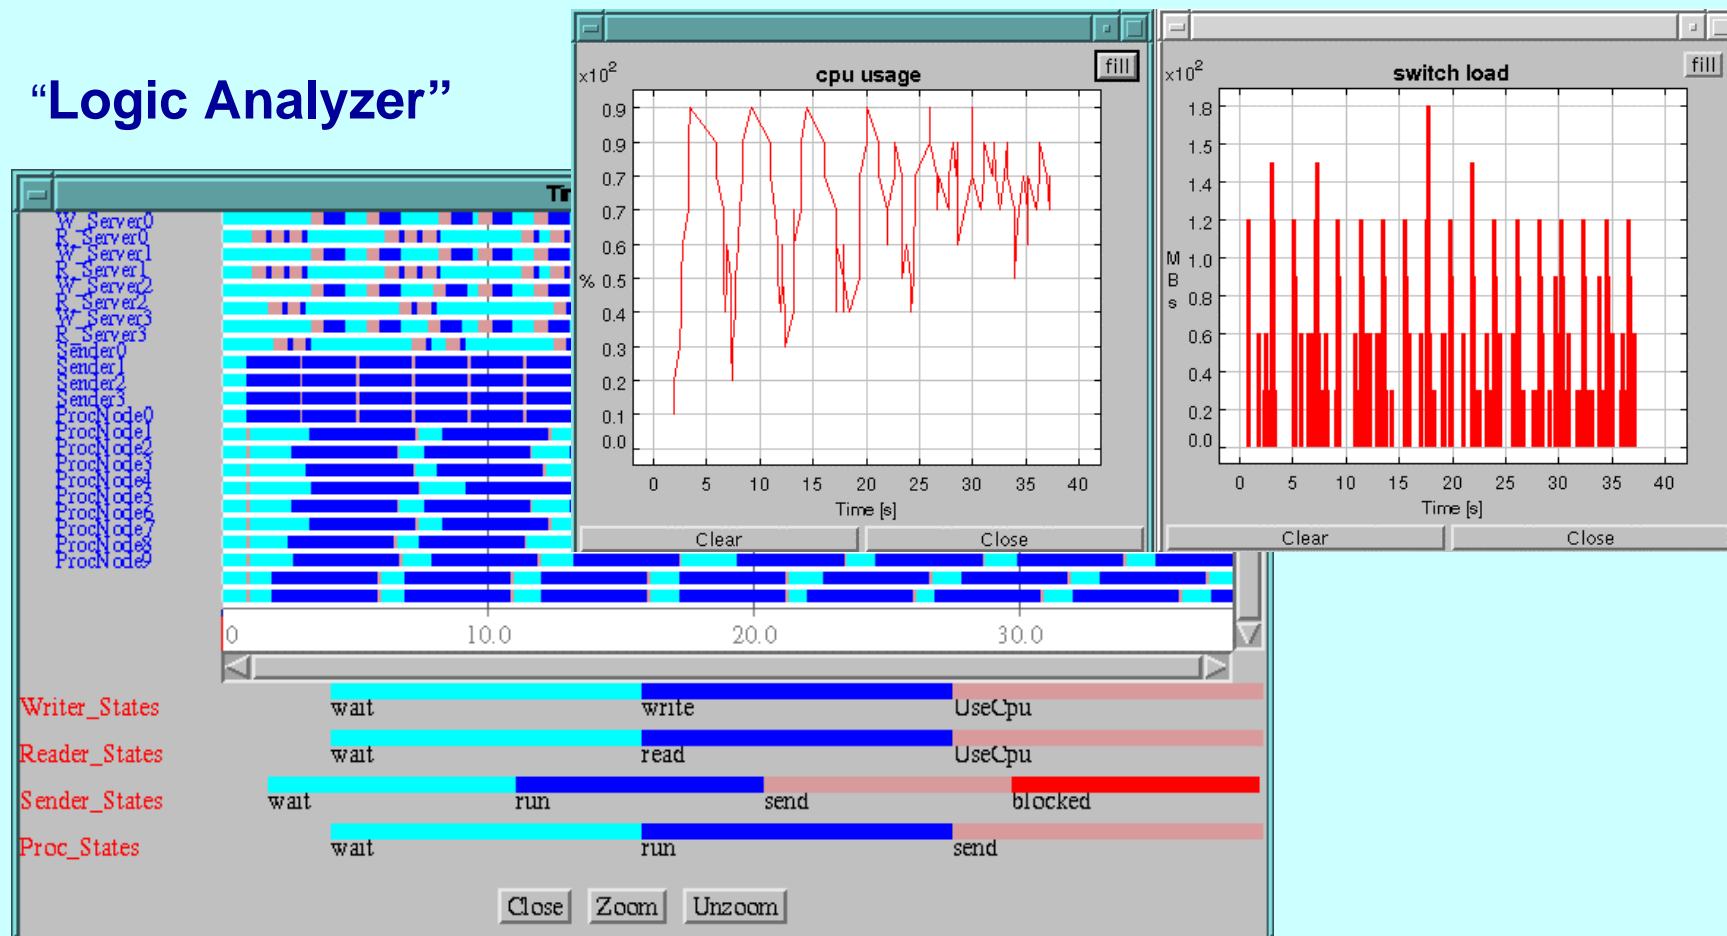 “Logic Analyzer”
x10²
cpu usage
fill
0.9
0.9
0.7
0.7
0.6
% 0.5
0.4
0.3
0.2
0.1
0.0
0 5 10 15 20 25 30 35 40
Time [s]
Clear Close
x10²
switch load
fill
1.8
1.5
1.4
1.2
MBs
1.0
0.8
0.6
0.4
0.2
0.0
0 5 10 15 20 25 30 35 40
Time [s]
Clear Close
W_Server0
R_Server0
W_Server1
R_Server1
W_Server2
R_Server2
W_Server3
R_Server3
Sender0
Sender1
Sender2
Sender3
ProcNode0
ProcNode1
ProcNode2
ProcNode3
ProcNode4
ProcNode5
ProcNode6
ProcNode7
ProcNode8
ProcNode9
0 10.0 20.0 30.0
Writer_States wait write UseCpu
Reader_States wait read UseCpu
Sender_States wait run send blocked
Proc_States wait run send
Close Zoom Unzoom